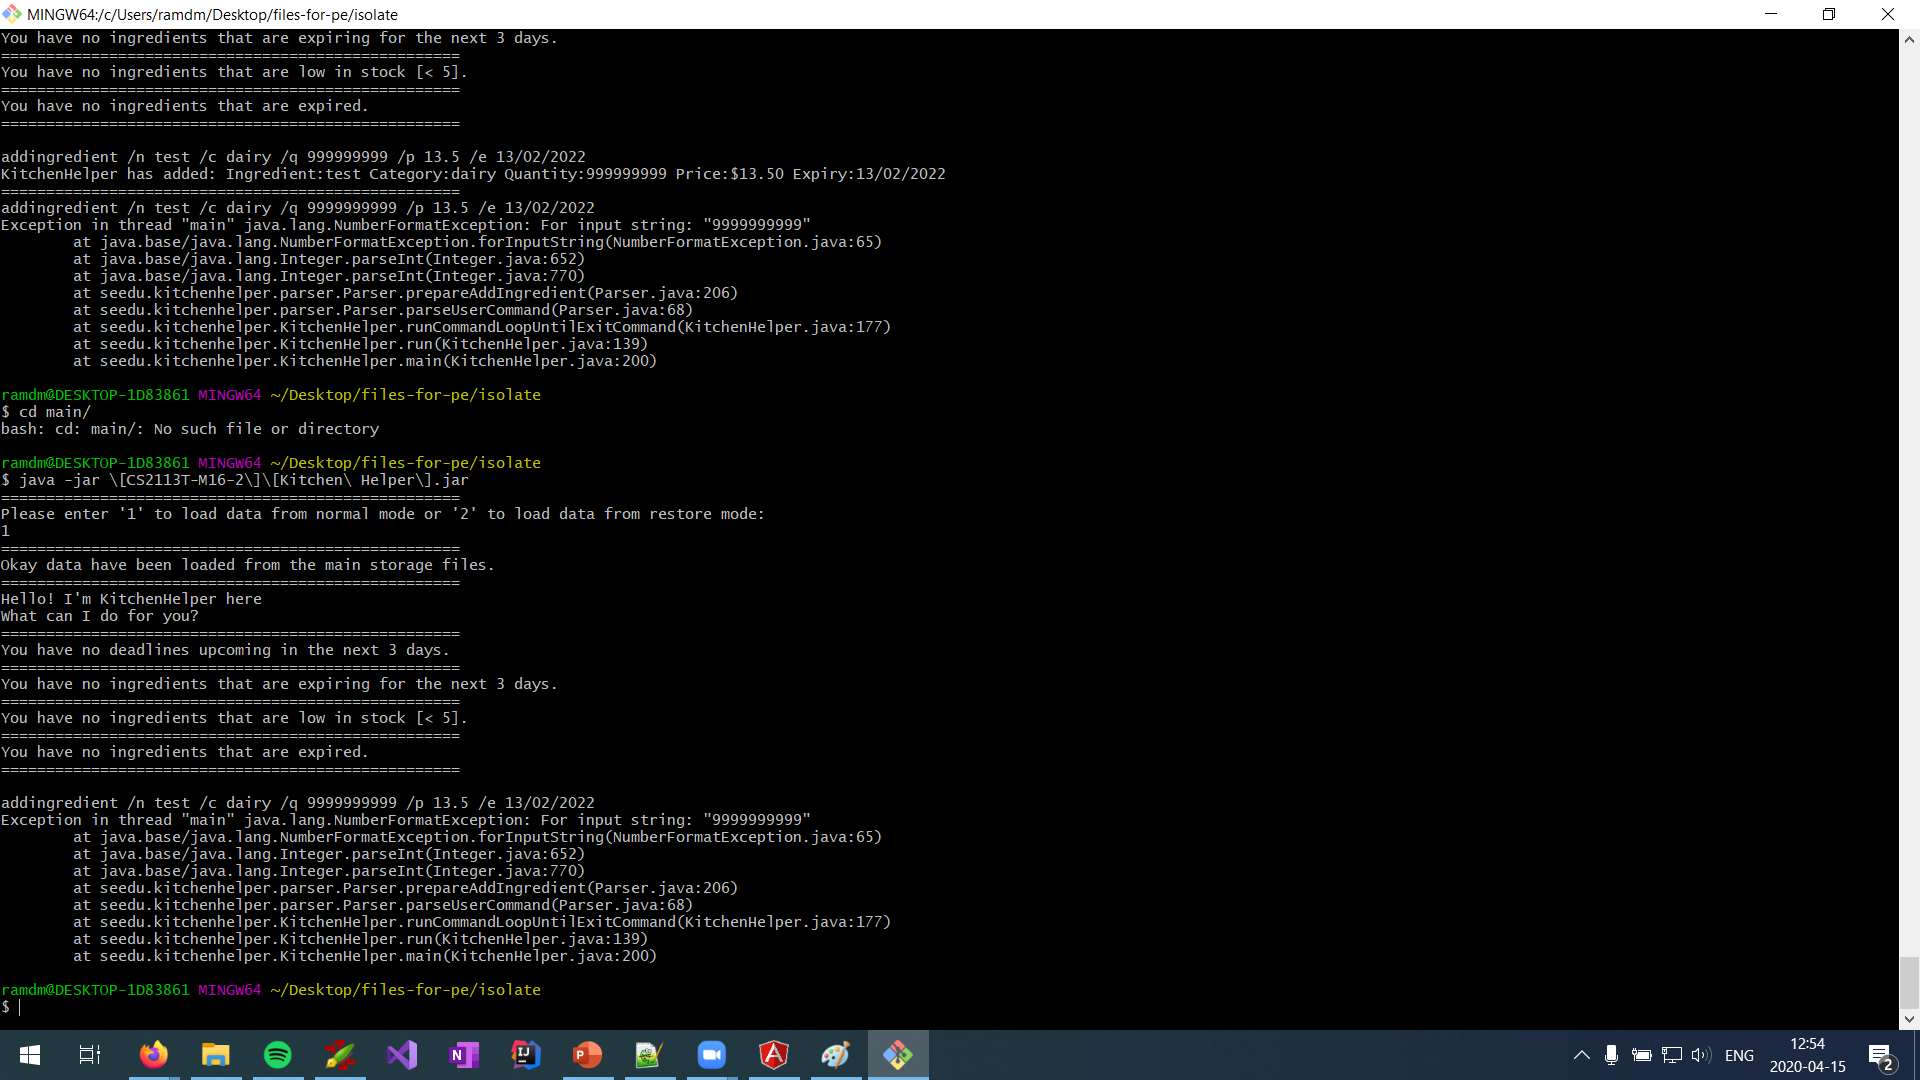 MINGW64:/c/Users/ramdm/Desktop/files-for-pe/isolate
You have no ingredients that are expiring for the next 3 days.
===================================================
You have no ingredients that are low in stock [< 5].
===================================================
You have no ingredients that are expired.
===================================================
addingredient /n test /c dairy /q 999999999 /p 13.5 /e 13/02/2022
KitchenHelper has added: Ingredient:test Category:dairy Quantity:999999999 Price:$13.50 Expiry:13/02/2022
===================================================
addingredient /n test /c dairy /q 9999999999 /p 13.5 /e 13/02/2022
Exception in thread "main" java.lang.NumberFormatException: For input string: "9999999999"
        at java.base/java.lang.NumberFormatException.forInputString(NumberFormatException.java:65)
        at java.base/java.lang.Integer.parseInt(Integer.java:652)
        at java.base/java.lang.Integer.parseInt(Integer.java:770)
        at seedu.kitchenhelper.parser.Parser.prepareAddIngredient(Parser.java:206)
        at seedu.kitchenhelper.parser.Parser.parseUserCommand(Parser.java:68)
        at seedu.kitchenhelper.KitchenHelper.runCommandLoopUntilExitCommand(KitchenHelper.java:177)
        at seedu.kitchenhelper.KitchenHelper.run(KitchenHelper.java:139)
        at seedu.kitchenhelper.KitchenHelper.main(KitchenHelper.java:200)
ramdm@DESKTOP-1D83861 MINGW64 ~/Desktop/files-for-pe/isolate
$ cd main/
bash: cd: main/: No such file or directory
ramdm@DESKTOP-1D83861 MINGW64 ~/Desktop/files-for-pe/isolate
$ java -jar \[CS2113T-M16-2\]\[Kitchen\ Helper\].jar
===================================================
Please enter '1' to load data from normal mode or '2' to load data from restore mode:
1
===================================================
Okay data have been loaded from the main storage files.
===================================================
Hello! I'm KitchenHelper here
What can I do for you?
===================================================
You have no deadlines upcoming in the next 3 days.
===================================================
You have no ingredients that are expiring for the next 3 days.
===================================================
You have no ingredients that are low in stock [< 5].
===================================================
You have no ingredients that are expired.
===================================================
addingredient /n test /c dairy /q 9999999999 /p 13.5 /e 13/02/2022
Exception in thread "main" java.lang.NumberFormatException: For input string: "9999999999"
        at java.base/java.lang.NumberFormatException.forInputString(NumberFormatException.java:65)
        at java.base/java.lang.Integer.parseInt(Integer.java:652)
        at java.base/java.lang.Integer.parseInt(Integer.java:770)
        at seedu.kitchenhelper.parser.Parser.prepareAddIngredient(Parser.java:206)
        at seedu.kitchenhelper.parser.Parser.parseUserCommand(Parser.java:68)
        at seedu.kitchenhelper.KitchenHelper.runCommandLoopUntilExitCommand(KitchenHelper.java:177)
        at seedu.kitchenhelper.KitchenHelper.run(KitchenHelper.java:139)
        at seedu.kitchenhelper.KitchenHelper.main(KitchenHelper.java:200)
ramdm@DESKTOP-1D83861 MINGW64 ~/Desktop/files-for-pe/isolate
$
ENG
12:54
2020-04-15
2